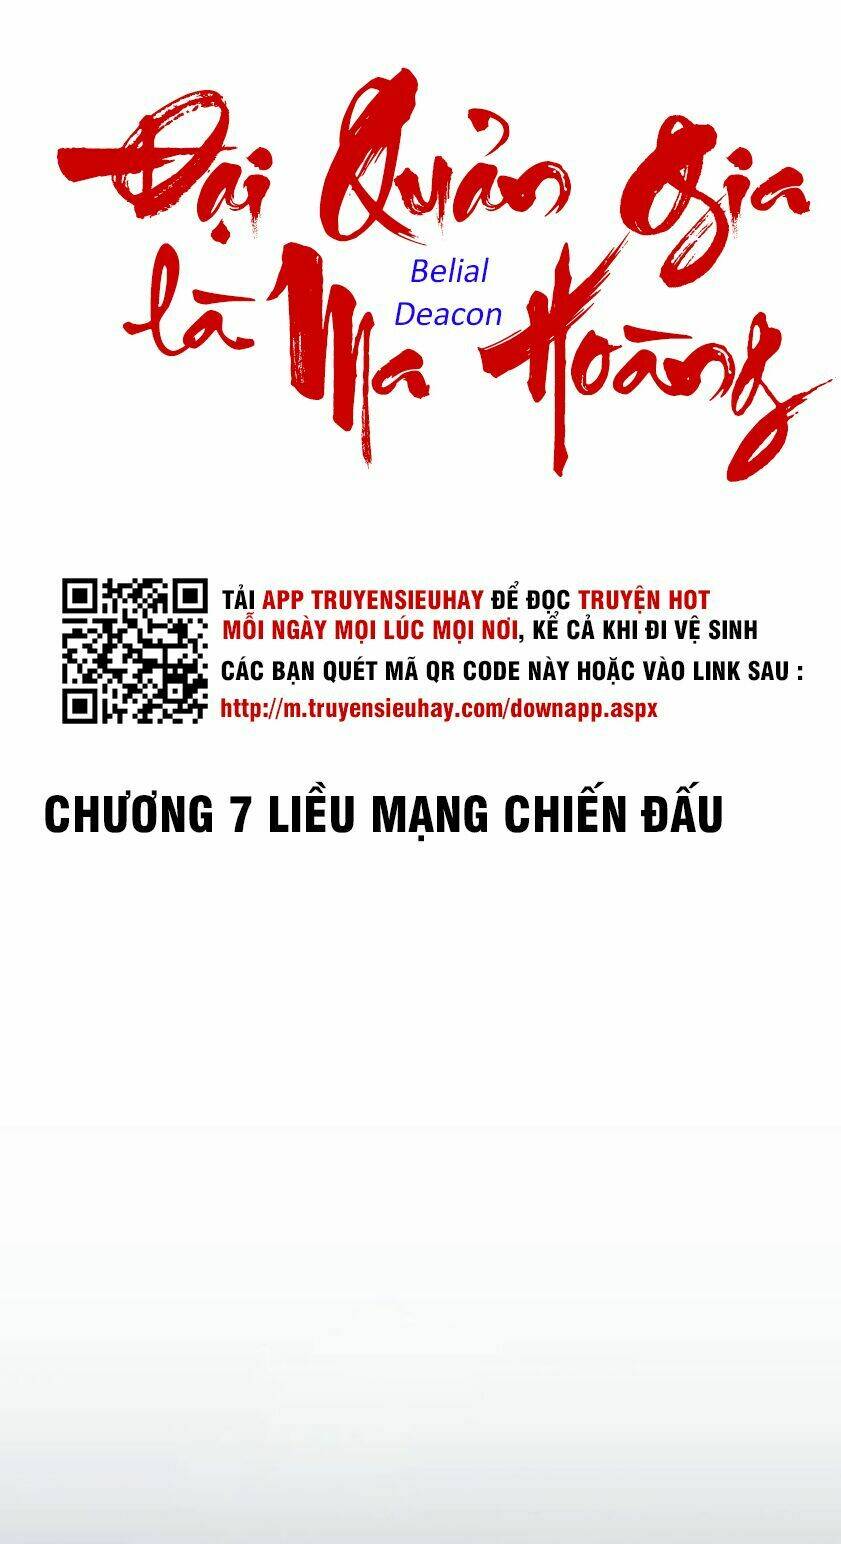 Đại Quản Gia
là Ma Hoàng
Belial
Deacon
TẢI APP TRUYENSIEUHAY ĐỂ ĐỌC TRUYỆN HOT
MỖI NGÀY MỌI LÚC MỌI NƠI, KỂ CẢ KHI ĐI VỆ SINH
CÁC BẠN QUÉT MÃ QR CODE NÀY HOẶC VÀO LINK SAU :
http://m.truyensieuhay.com/downapp.aspx
CHƯƠNG 7 LIỀU MẠNG CHIẾN ĐẤU